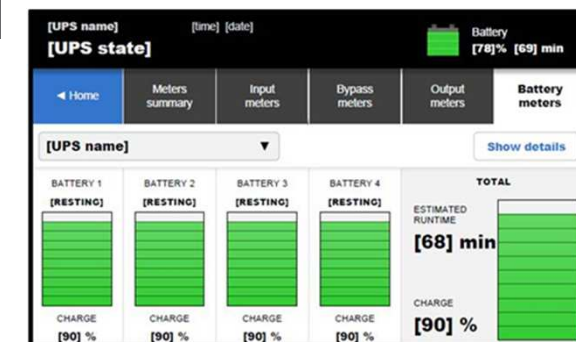 [UPS name] [time] [date]
[UPS state]
Battery
[78]% [69] min
◄ Home
Meters
summary
Input
meters
Bypass
meters
Output
meters
Battery
meters
[UPS name] ▼
Show details
BATTERY 1
[RESTING]
CHARGE
[90] %
BATTERY 2
[RESTING]
CHARGE
[90] %
BATTERY 3
[RESTING]
CHARGE
[90] %
BATTERY 4
[RESTING]
CHARGE
[90] %
TOTAL
ESTIMATED
RUNTIME
[68] min
CHARGE
[90] %